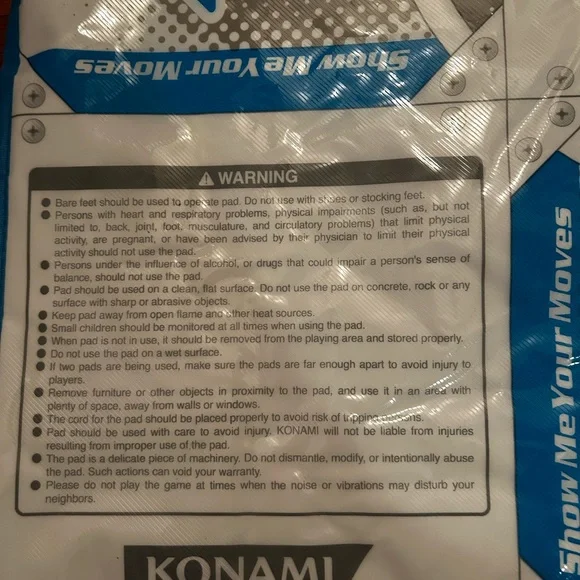 Show Me Your Moves
WARNING
● Bare feet should be used to operate pad. Do not use with shoes or stocking feet.
● Persons with heart and respiratory problems, physical impairments (such as, but not
limited to, back, joint, foot, musculature, and circulatory problems) that limit physical
activity, are pregnant, or have been advised by their physician to limit their physical
activity should not use the pad.
● Persons under the influence of alcohol, or drugs that could impair a person's sense of
balance, should not use the pad.
● Pad should be used on a clean, flat surface. Do not use the pad on concrete, rock or any
surface with sharp or abrasive objects.
● Keep pad away from open flame and other heat sources.
● Small children should be monitored at all times when using the pad.
● When pad is not in use, it should be removed from the playing area and stored properly.
● Do not use the pad on a wet surface.
● If two pads are being used, make sure the pads are far enough apart to avoid injury to
players.
● Remove furniture or other objects in proximity to the pad, and use it in an area with
plenty of space, away from walls or windows.
● The cord for the pad should be placed properly to avoid risk of tripping
● Pad should be used with care to avoid injury. KONAMI will not be liable from injuries
resulting from improper use of the pad.
● The pad is a delicate piece of machinery. Do not dismantle, modify, or intentionally abuse
the pad. Such actions can void your warranty.
● Please do not play the game at times when the noise or vibrations may disturb your
neighbors.
KONAMI
Show Me Your Moves